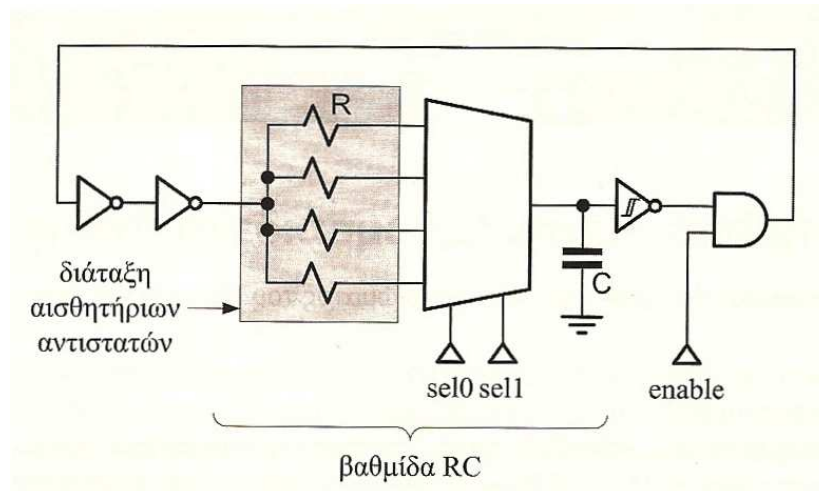 R
διάταξη
αισθητήριων
αντιστατών
C
sel0 sel1
enable
βαθμίδα RC